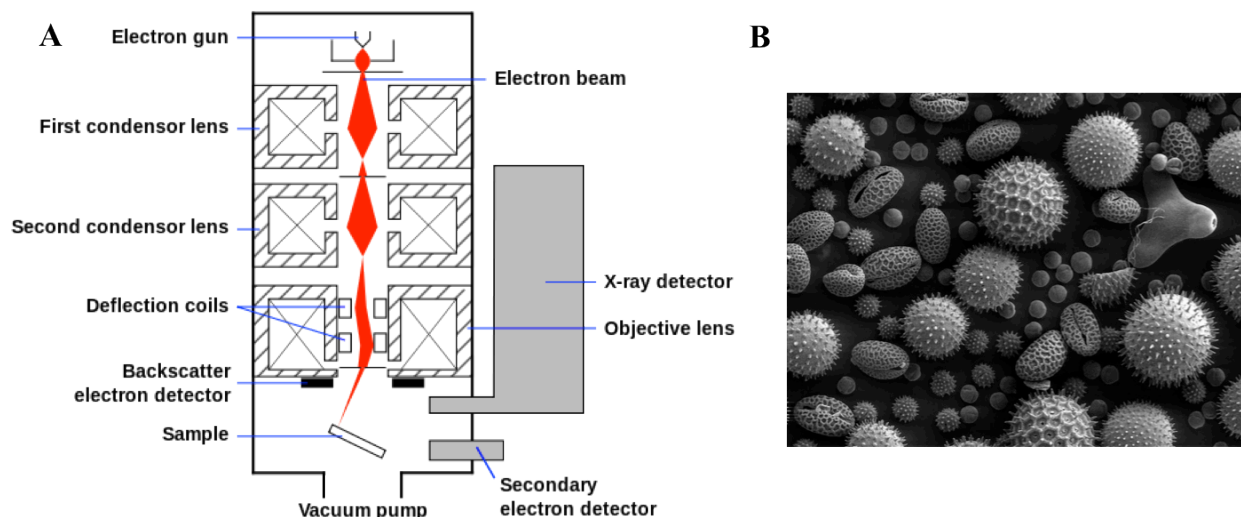 A
B
Electron gun
Electron beam
First condensor lens
Second condensor lens
X-ray detector
Deflection coils
Objective lens
Backscatter
electron detector
Sample
Secondary
electron detector
Vacuum pump